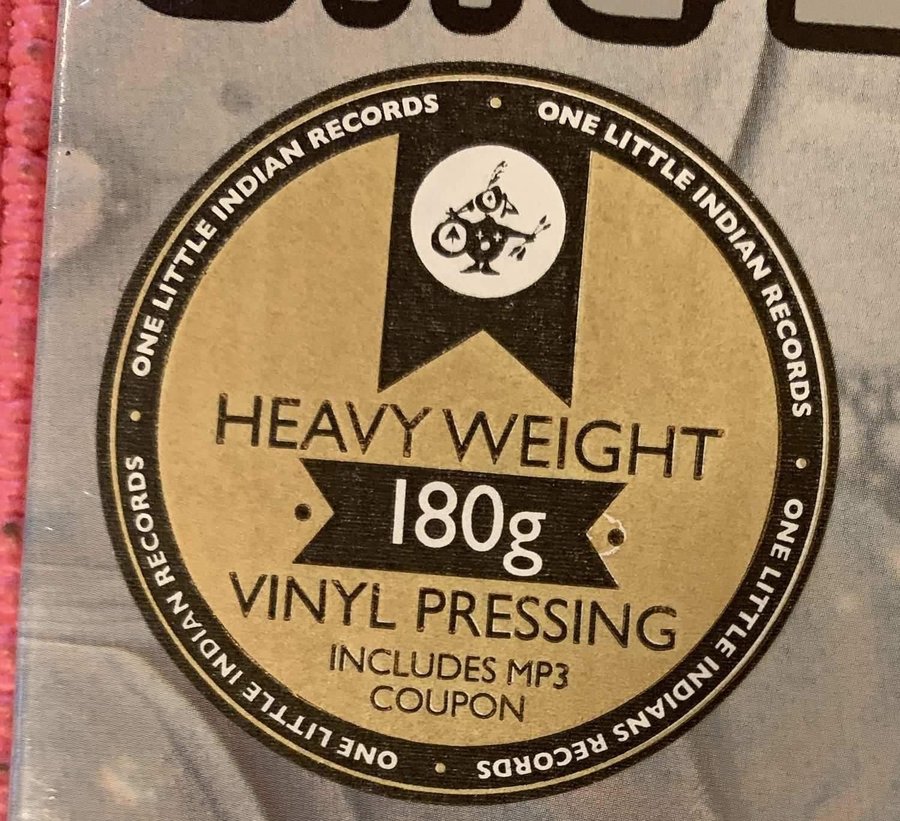 ONE LITTLE INDIAN RECORDS • ONE LITTLE INDIAN RECORDS • ONE LITTLE INDIANS RECORDS • ONE LITTLE INDIAN RECORDS •
HEAVY WEIGHT
180g
VINYL PRESSING
INCLUDES MP3
COUPON